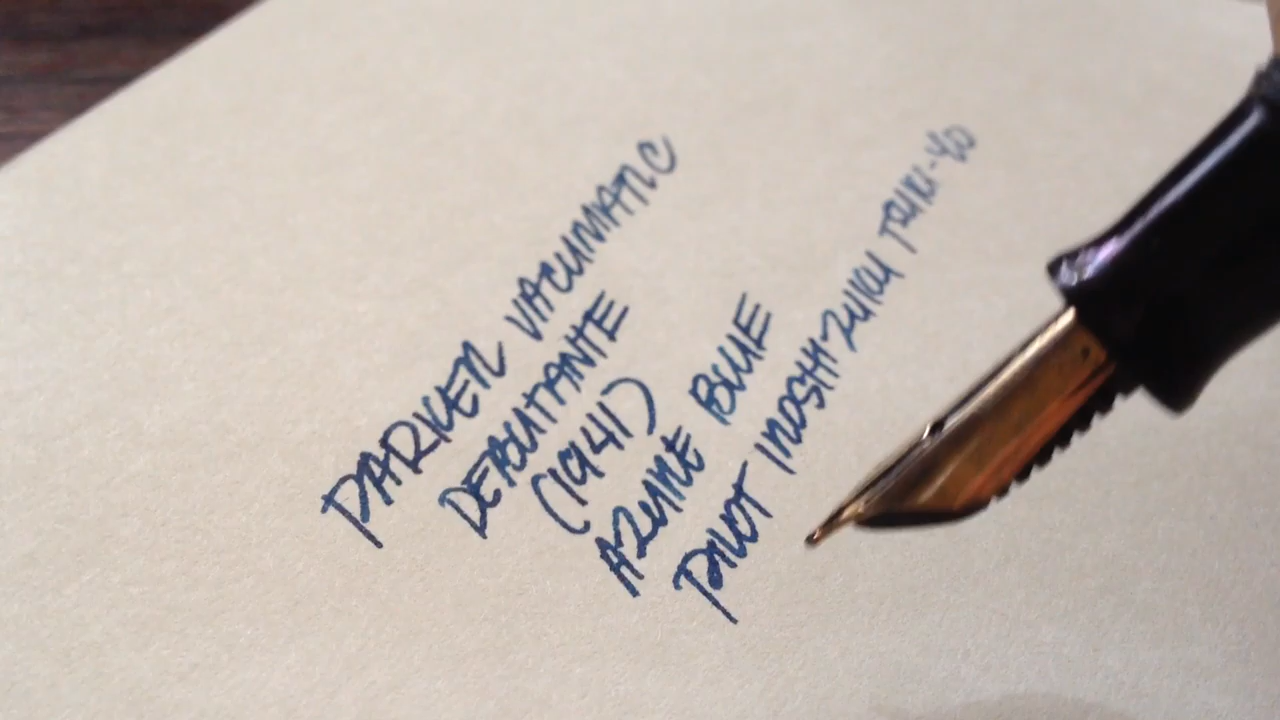 PARKER VACUMATIC
DEBUTANTE
(1941)
AZURE BLUE
PILOT IROSHIZUKU TSUKI-YO